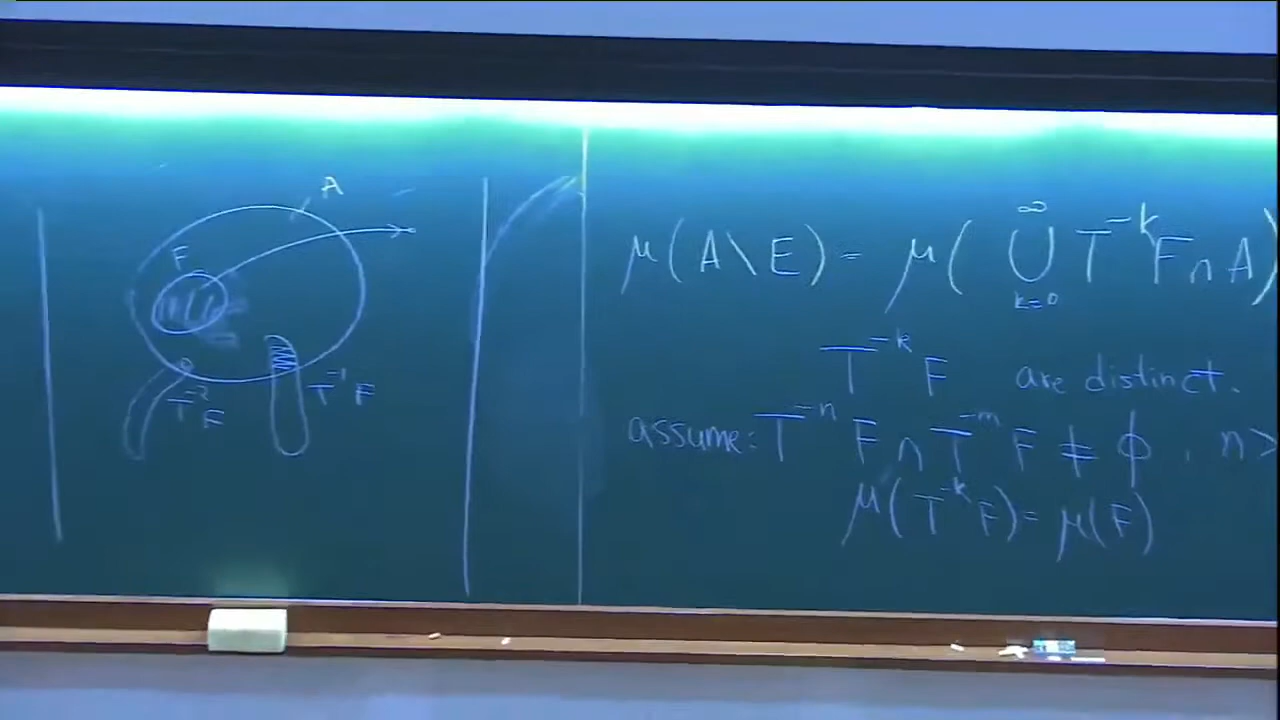 A
F
T⁻¹F
T⁻²F
μ(A\E) = μ( ∞ ⋃ k=0 T⁻ᵏF ∩ A)
T⁻ᵏF are distinct.
assume: T⁻ⁿF ∩ T⁻ᵐF ≠ ϕ, n>
μ(T⁻ᵏF) = μ(F)